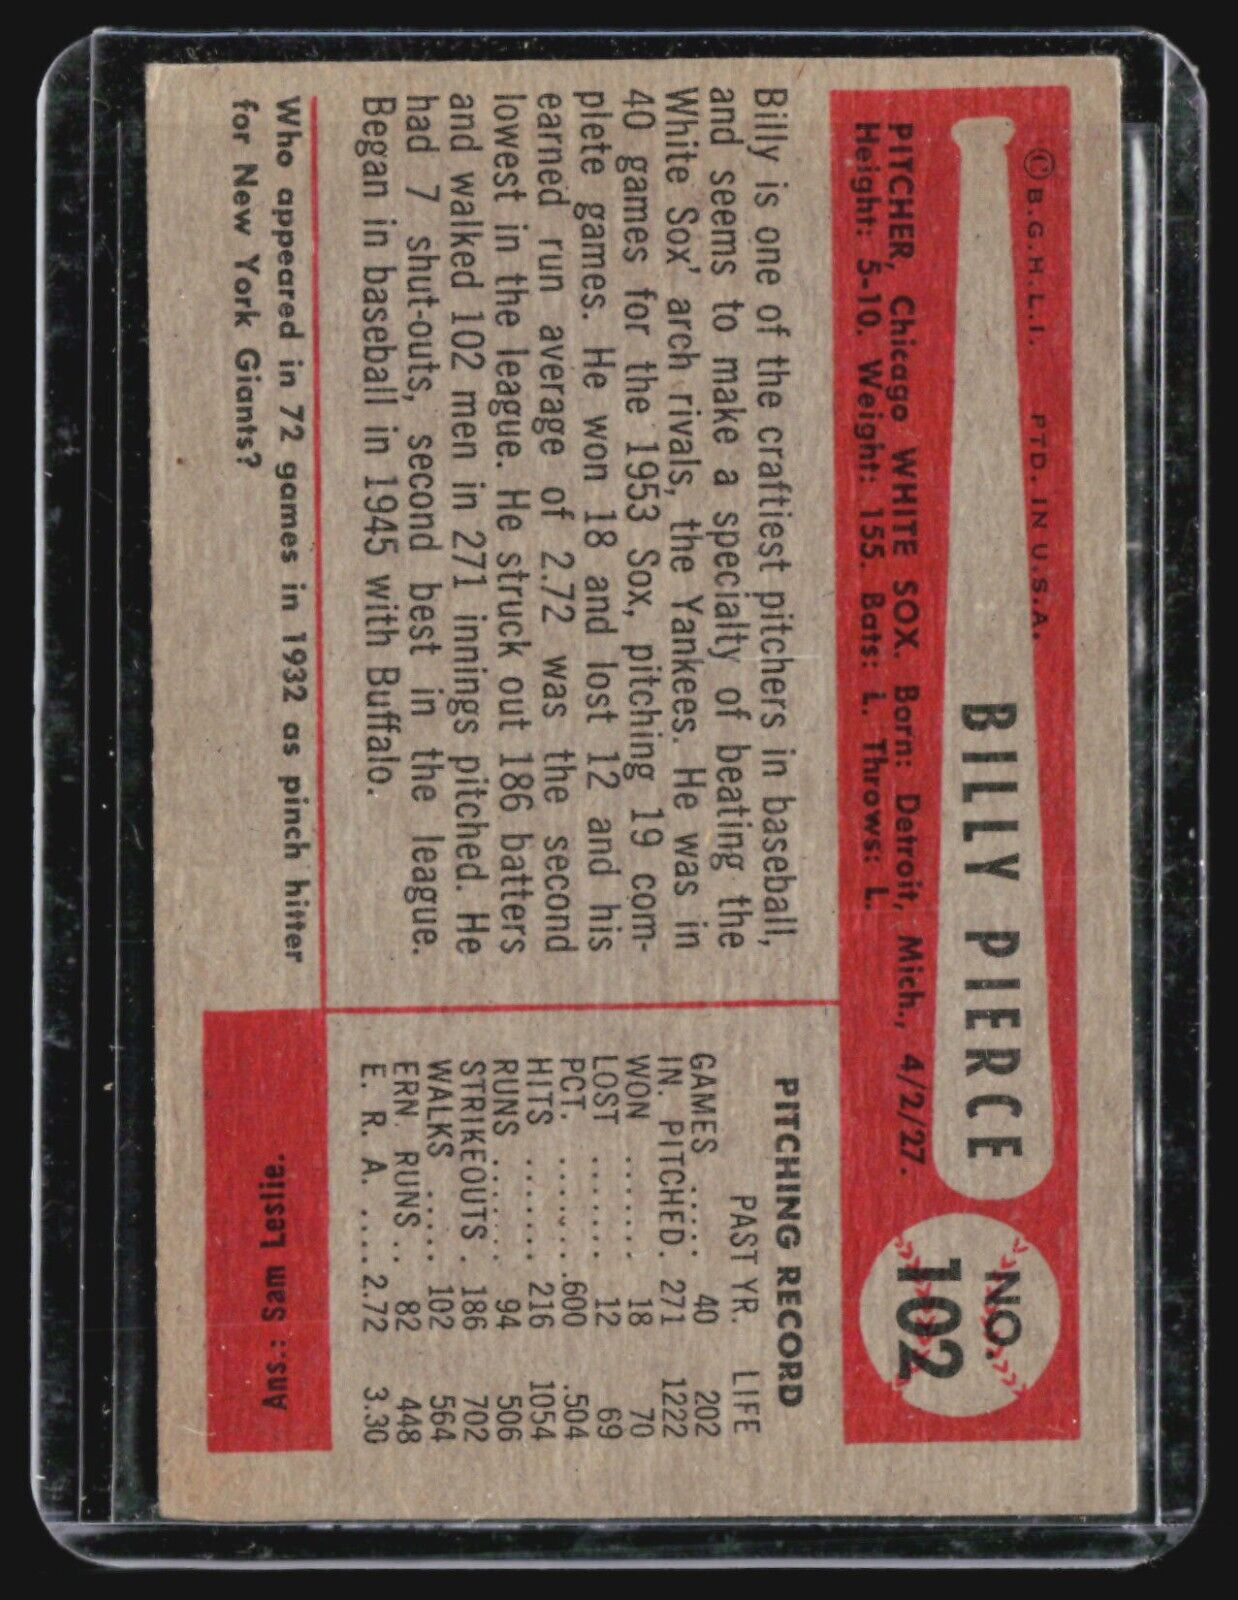 © B.G.H.L.I. PTD. IN U.S.A.
BILLY PIERCE
NO.
102
PITCHER, Chicago WHITE SOX. Born: Detroit, Mich., 4/2/27.
Height: 5-10. Weight: 155. Bats: L. Throws: L.
Billy is one of the craftiest pitchers in baseball,
and seems to make a specialty of beating the
White Sox' arch rivals, the Yankees. He was in
40 games for the 1953 Sox, pitching 19 com-
plete games. He won 18 and lost 12 and his
earned run average of 2.72 was the second
lowest in the league. He struck out 186 batters
and walked 102 men in 271 innings pitched. He
had 7 shut-outs, second best in the league.
Began in baseball in 1945 with Buffalo.
PITCHING RECORD
PAST YR. LIFE
GAMES ..... 40 202
IN. PITCHED. 271 1222
WON ....... 18 70
LOST ....... 12 69
PCT. ....... .600 .504
HITS ....... 216 1054
RUNS ....... 94 506
STRIKEOUTS . 186 702
WALKS ..... 102 564
ERN. RUNS .. 82 448
E. R. A. .... 2.72 3.30
Who appeared in 72 games in 1932 as pinch hitter
for New York Giants?
Ans.: Sam Leslie.